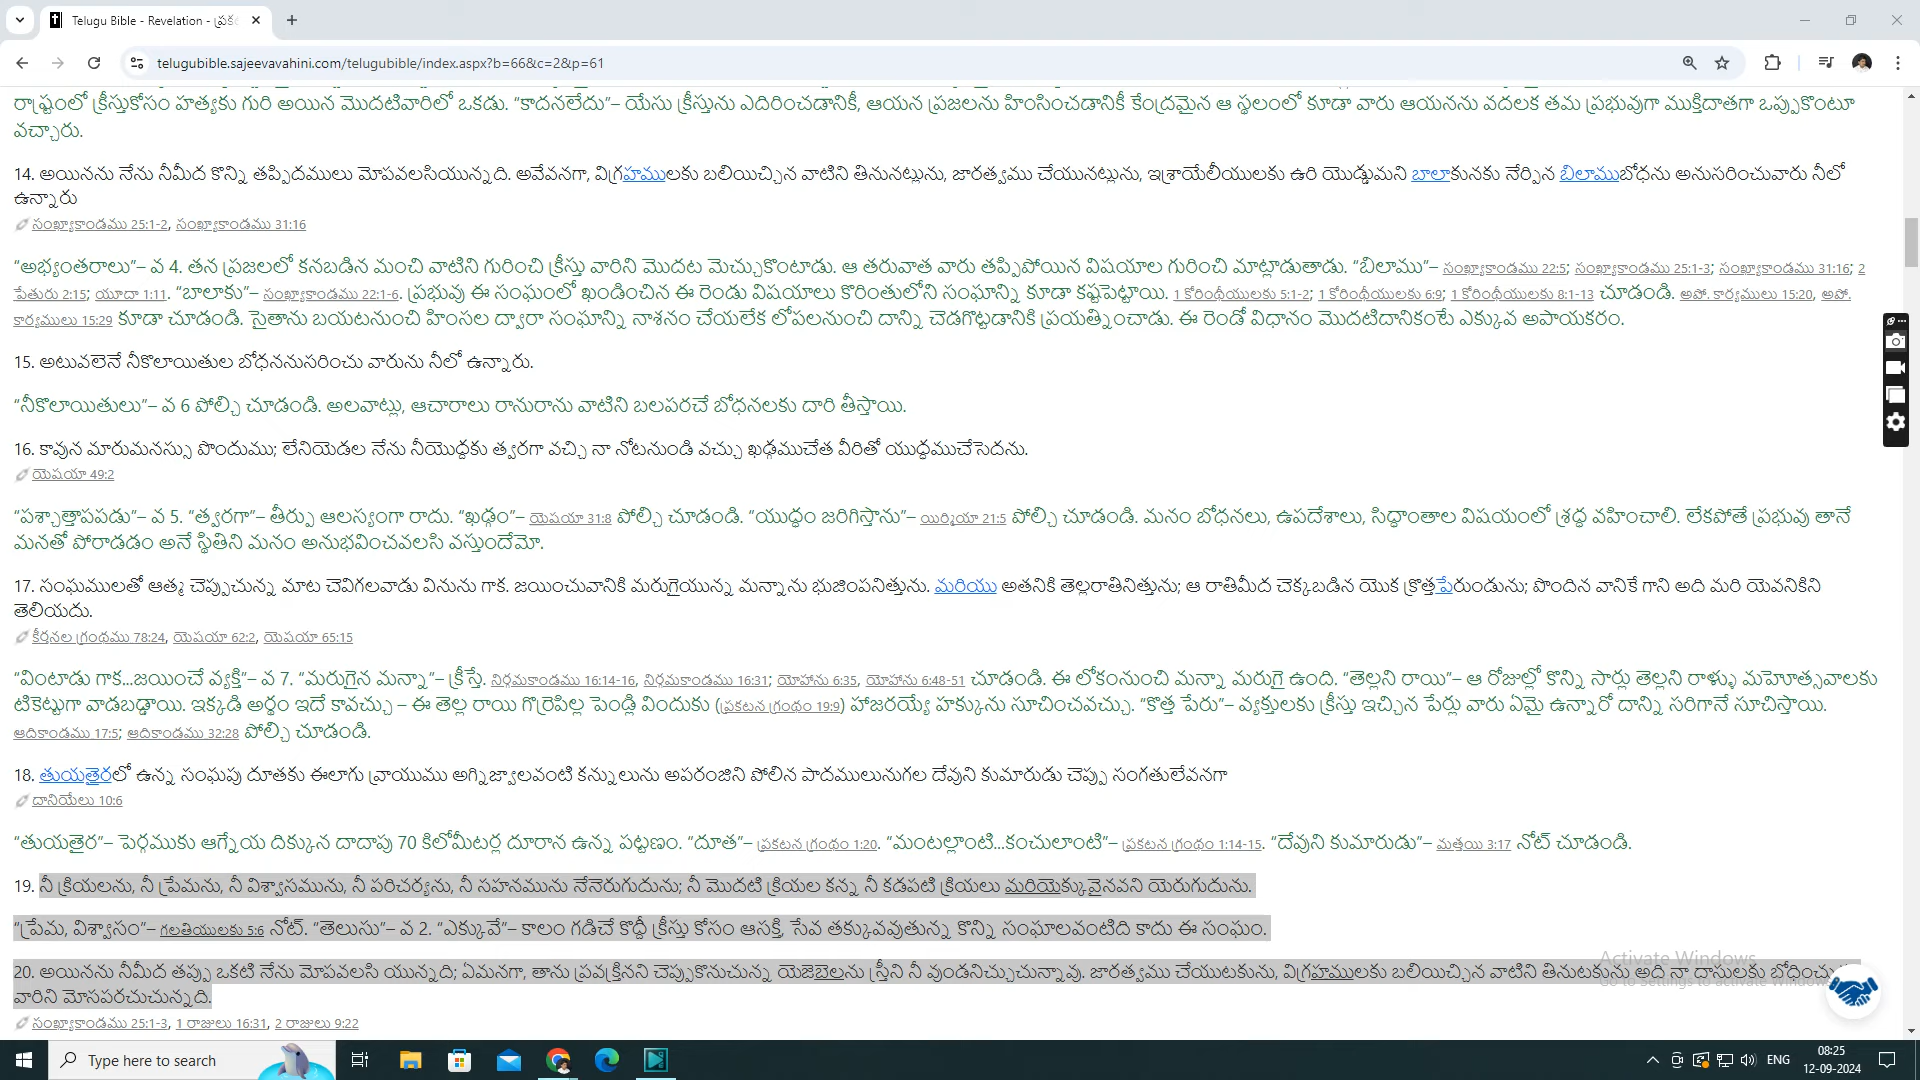 Telugu Bible - Revelation - ప్రక
telugubible.sajeevavahini.com/telugubible/index.aspx?b=66&c=2&p=61
రాష్ట్రంలో క్రీస్తుకోసం హత్యకు గురి అయిన మొదటివారిలో ఒకడు. “కాదనలేదు”– యేసు క్రీస్తును ఎదిరించడానికీ, ఆయన ప్రజలను హింసించడానికీ కేంద్రమైన ఆ స్థలంలో కూడా వారు ఆయనను వదలక తమ ప్రభువుగా ముక్తిదాతగా ఒప్పుకొంటూ
వచ్చారు.
14. అయినను నేను నీమీద కొన్ని తప్పిదములు మోపవలసియున్నది. అవేవనగా, విగ్రహములకు బలియిచ్చిన వాటిని తినునట్లును, జారత్వము చేయునట్లును, ఇశ్రాయేలీయులకు ఉరి యొడ్డుమని బాలాకునకు నేర్పిన బిలాముబోధను అనుసరించువారు నీలో
ఉన్నారు
సంఖ్యాకాండము 25:1-2, సంఖ్యాకాండము 31:16
“అభ్యంతరాలు”– వ 4. తన ప్రజలలో కనబడిన మంచి వాటిని గురించి క్రీస్తు వారిని మొదట మెచ్చుకొంటాడు. ఆ తరువాత వారు తప్పిపోయిన విషయాల గురించి మాట్లాడుతాడు. “బిలాము”– సంఖ్యాకాండము 22:5; సంఖ్యాకాండము 25:1-3; సంఖ్యాకాండము 31:16; 2
పేతురు 2:15; యూదా 1:11. “బాలాకు”– సంఖ్యాకాండము 22:1-6. ప్రభువు ఈ సంఘంలో ఖండించిన ఈ రెండు విషయాలు కొరింతులోని సంఘాన్ని కూడా కష్టపెట్టాయి. 1 కోరింథీయులకు 5:1-2; 1 కోరింథీయులకు 6:9; 1 కోరింథీయులకు 8:1-13 చూడండి. అపో. కార్యములు 15:20, అపో.
కార్యములు 15:29 కూడా చూడండి. సైతాను బయటనుంచి హింసల ద్వారా సంఘాన్ని నాశనం చేయలేక లోపలనుంచి దాన్ని చెడగొట్టడానికి ప్రయత్నించాడు. ఈ రెండో విధానం మొదటిదానికంటే ఎక్కువ అపాయకరం.
15. అటువలెనే నీకొలాయితుల బోధననుసరించు వారును నీలో ఉన్నారు.
“నీకొలాయితులు”– వ 6 పోల్చి చూడండి. అలవాట్లు, ఆచారాలు రానురాను వాటిని బలపరచే బోధనలకు దారి తీస్తాయి.
16. కావున మారుమనస్సు పొందుము; లేనియెడల నేను నీయొద్దకు త్వరగా వచ్చి నా నోటనుండి వచ్చు ఖడ్గముచేత వీరితో యుద్ధముచేసెదను.
యెషయా 49:2
“పశ్చాత్తాపపడు”– వ 5. “త్వరగా”– తీర్పు ఆలస్యంగా రాదు. “ఖడ్గం”– యెషయా 31:8 పోల్చి చూడండి. “యుద్ధం జరిగిస్తాను”– యిర్మియా 21:5 పోల్చి చూడండి. మనం బోధనలు, ఉపదేశాలు, సిద్ధాంతాల విషయంలో శ్రద్ధ వహించాలి. లేకపోతే ప్రభువు తానే
మనతో పోరాడడం అనే స్థితిని మనం అనుభవించవలసి వస్తుందేమో.
17. సంఘములతో ఆత్మ చెప్పుచున్న మాట చెవిగలవాడు వినును గాక. జయించువానికి మరుగైయున్న మన్నాను భుజింపనిత్తును. మరియు అతనికి తెల్లరాతినిత్తును; ఆ రాతిమీద చెక్కబడిన యొక క్రొత్తపేరుండును; పొందిన వానికే గాని అది మరి యెవనికిని
తెలియదు.
కీర్తనల గ్రంథము 78:24, యెషయా 62:2, యెషయా 65:15
“వింటాడు గాక...జయించే వ్యక్తి”– వ 7. “మరుగైన మన్నా”– క్రీస్తే. నిర్గమకాండము 16:14-16, నిర్గమకాండము 16:31; యోహాను 6:35, యోహాను 6:48-51 చూడండి. ఈ లోకంనుంచి మన్నా మరుగై ఉంది. “తెల్లని రాయి”– ఆ రోజుల్లో కొన్ని సార్లు తెల్లని రాళ్ళు మహోత్సవాలకు
టికెట్టుగా వాడబడ్డాయి. ఇక్కడి అర్థం ఇదే కావచ్చు – ఈ తెల్ల రాయి గొర్రెపిల్ల పెండ్లి విందుకు (ప్రకటన గ్రంథం 19:9) హాజరయ్యే హక్కును సూచించవచ్చు. “కొత్త పేరు”– వ్యక్తులకు క్రీస్తు ఇచ్చిన పేర్లు వారు ఏమై ఉన్నారో దాన్ని సరిగానే సూచిస్తాయి.
ఆదికాండము 17:5; ఆదికాండము 32:28 పోల్చి చూడండి.
18. తుయతైరలో ఉన్న సంఘపు దూతకు ఈలాగు వ్రాయుము అగ్నిజ్వాలవంటి కన్నులును అపరంజిని పోలిన పాదములునుగల దేవుని కుమారుడు చెప్పు సంగతులేవనగా
దానియేలు 10:6
“తుయతైర”– పెర్గముకు ఆగ్నేయ దిక్కున దాదాపు 70 కిలోమీటర్ల దూరాన ఉన్న పట్టణం. “దూత”– ప్రకటన గ్రంథం 1:20. “మంటల్లాంటి...కంచులాంటి”– ప్రకటన గ్రంథం 1:14-15. “దేవుని కుమారుడు”– మత్తయి 3:17 నోట్ చూడండి.
19. నీ క్రియలను, నీ ప్రేమను, నీ విశ్వాసమును, నీ పరిచర్యను, నీ సహనమును నేనెరుగుదును; నీ మొదటి క్రియల కన్న నీ కడపటి క్రియలు మరియెక్కువైనవని యెరుగుదును.
“ప్రేమ, విశ్వాసం”– గలతియులకు 5:6 నోట్. “తెలుసు”– వ 2. “ఎక్కువే”– కాలం గడిచే కొద్దీ క్రీస్తు కోసం ఆసక్తి, సేవ తక్కువవుతున్న కొన్ని సంఘాలవంటిది కాదు ఈ సంఘం.
20. అయినను నీమీద తప్పు ఒకటి నేను మోపవలసి యున్నది; ఏమనగా, తాను ప్రవక్త్రినని చెప్పుకొనుచున్న యెజెబెలను స్త్రీని నీ వుండనిచ్చుచున్నావు. జారత్వము చేయుటకును, విగ్రహములకు బలియిచ్చిన వాటిని తినుటకును అది నా దాసులకు బోధించుచు
వారిని మోసపరచుచున్నది.
సంఖ్యాకాండము 25:1-3, 1 రాజులు 16:31, 2 రాజులు 9:22
Activate Windows
Go to Settings to activate Windows
Type here to search
ENG
08:25
12-09-2024